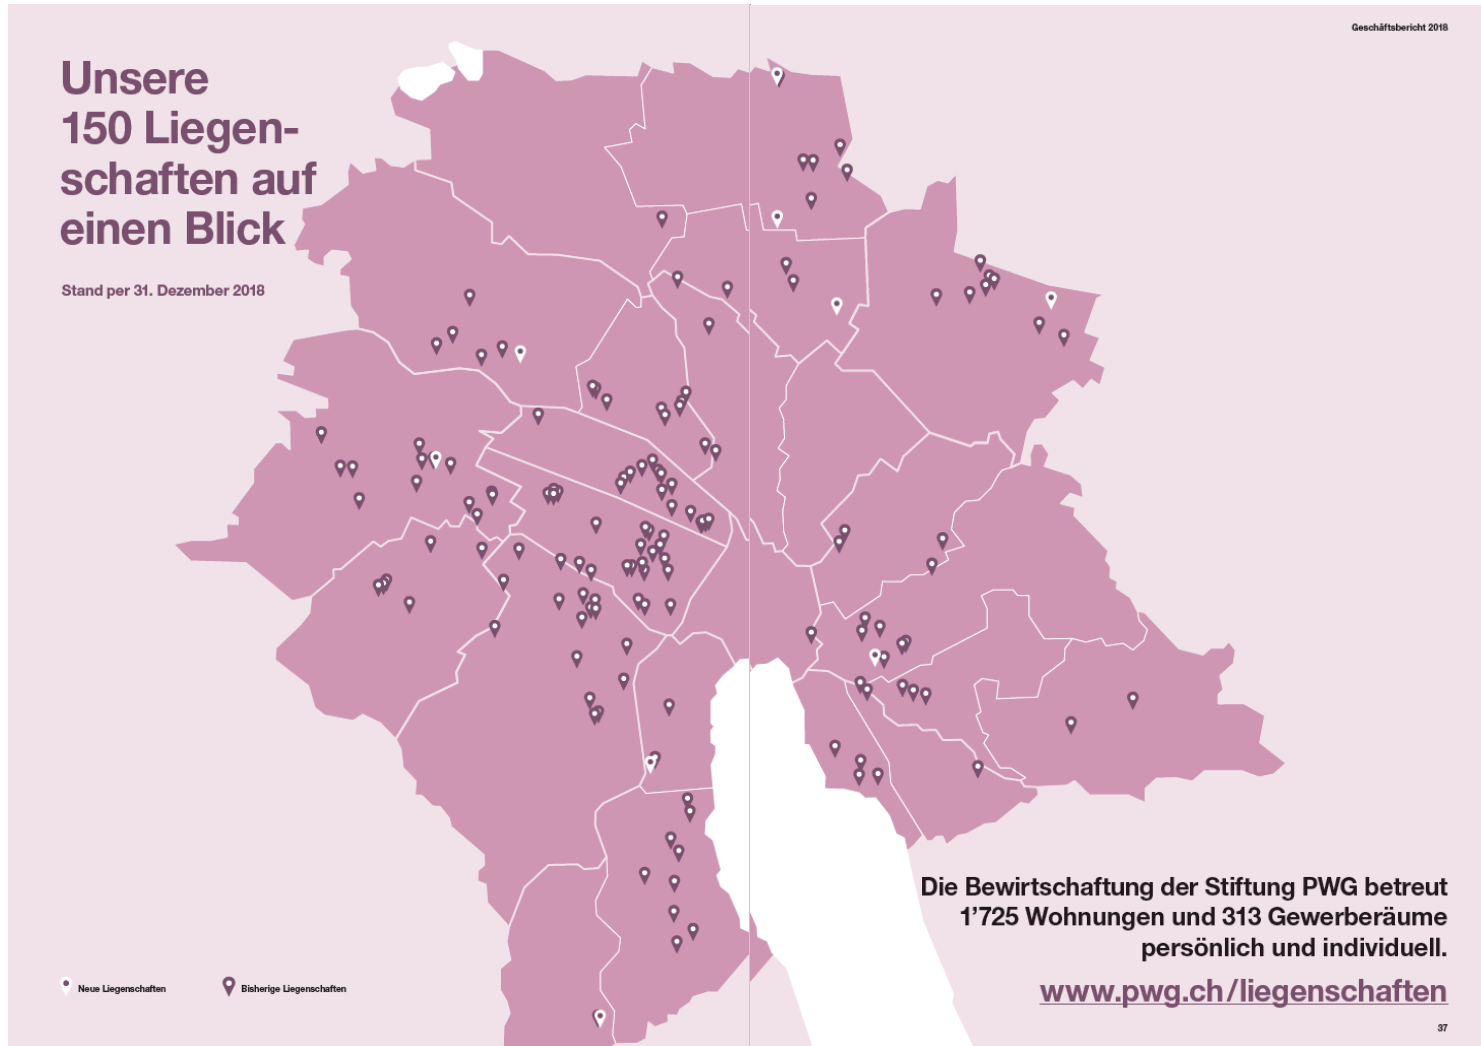 Geschäftsbericht 2018
Unsere
150 Liegen-
schaften auf
einen Blick
Stand per 31. Dezember 2018
Die Bewirtschaftung der Stiftung PWG betreut
1’725 Wohnungen und 313 Gewerberäume
persönlich und individuell.
www.pwg.ch/liegenschaften
Neue Liegenschaften
Bisherige Liegenschaften
37